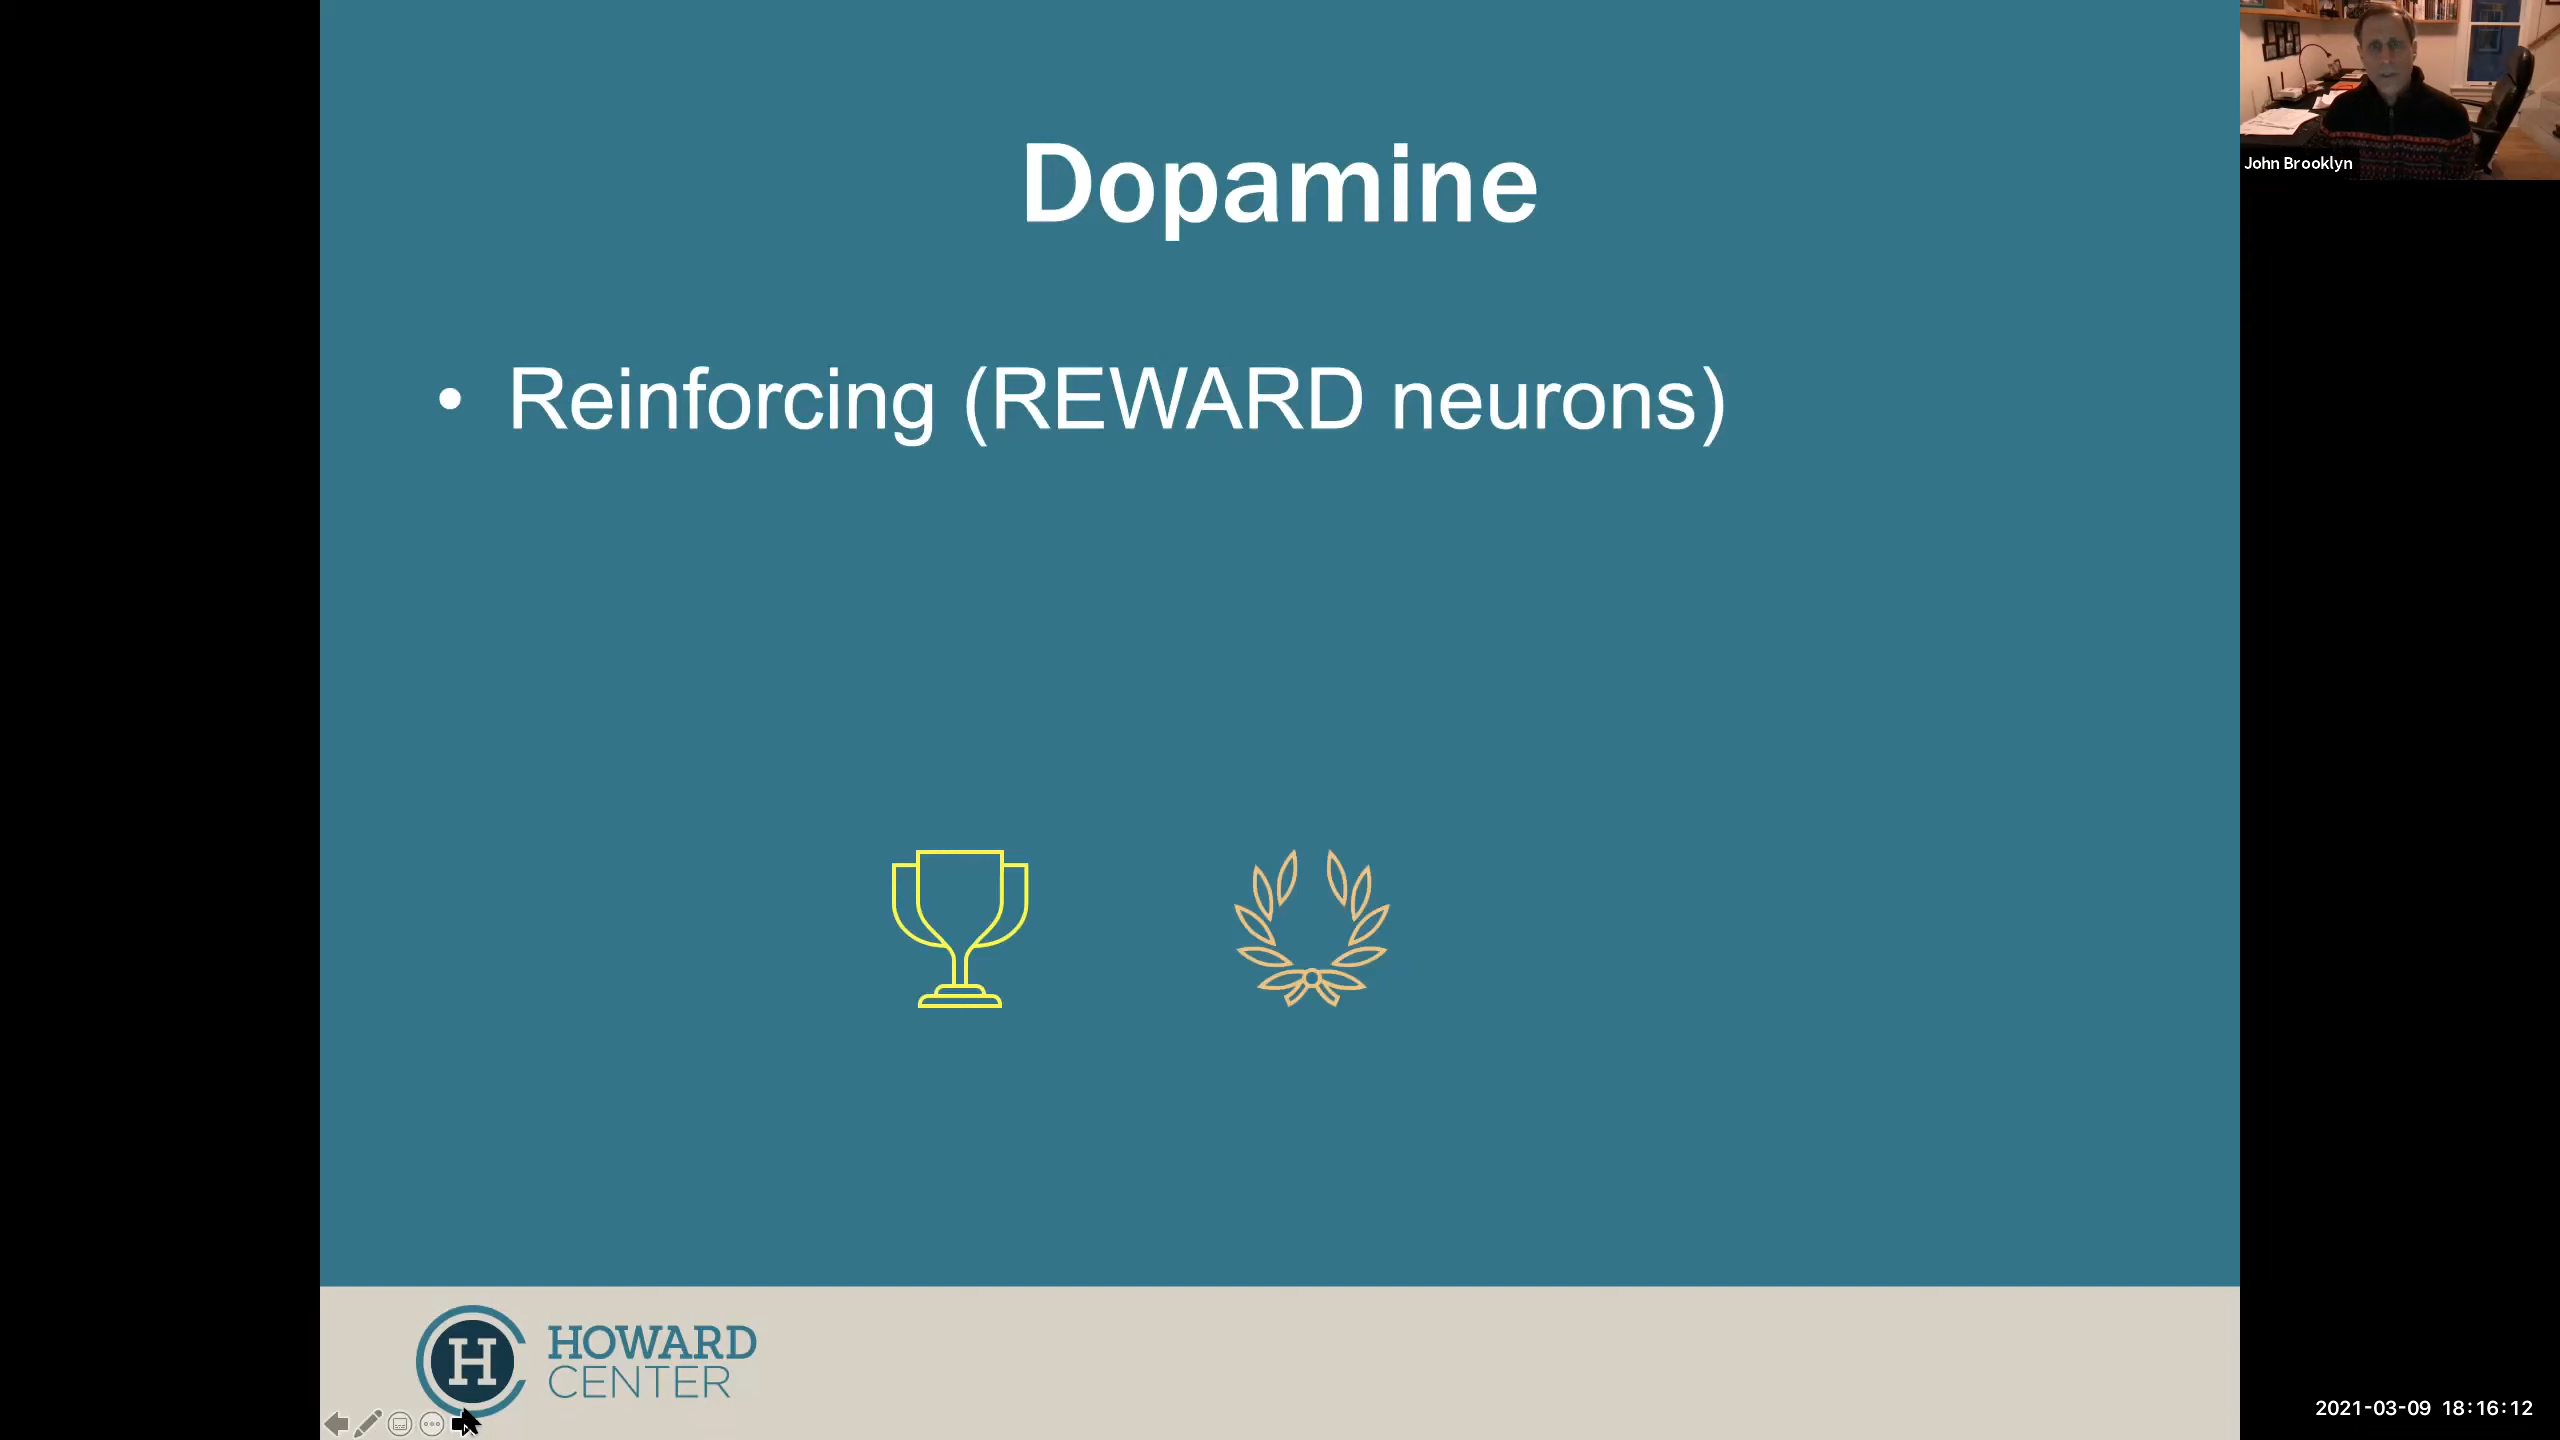 Dopamine
• Reinforcing (REWARD neurons)
John Brooklyn
H
HOWARD
CENTER
2021-03-09 18:16:12